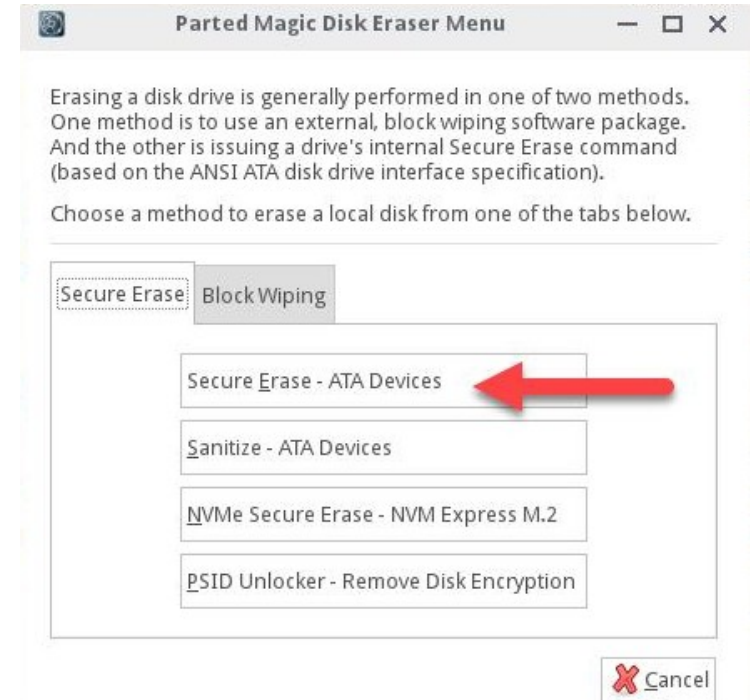 Parted Magic Disk Eraser Menu
Erasing a disk drive is generally performed in one of two methods.
One method is to use an external, block wiping software package.
And the other is issuing a drive's internal Secure Erase command
(based on the ANSI ATA disk drive interface specification).
Choose a method to erase a local disk from one of the tabs below.
Secure Erase
Block Wiping
Secure Erase - ATA Devices
Sanitize - ATA Devices
NVMe Secure Erase - NVM Express M.2
PSID Unlocker - Remove Disk Encryption
Cancel